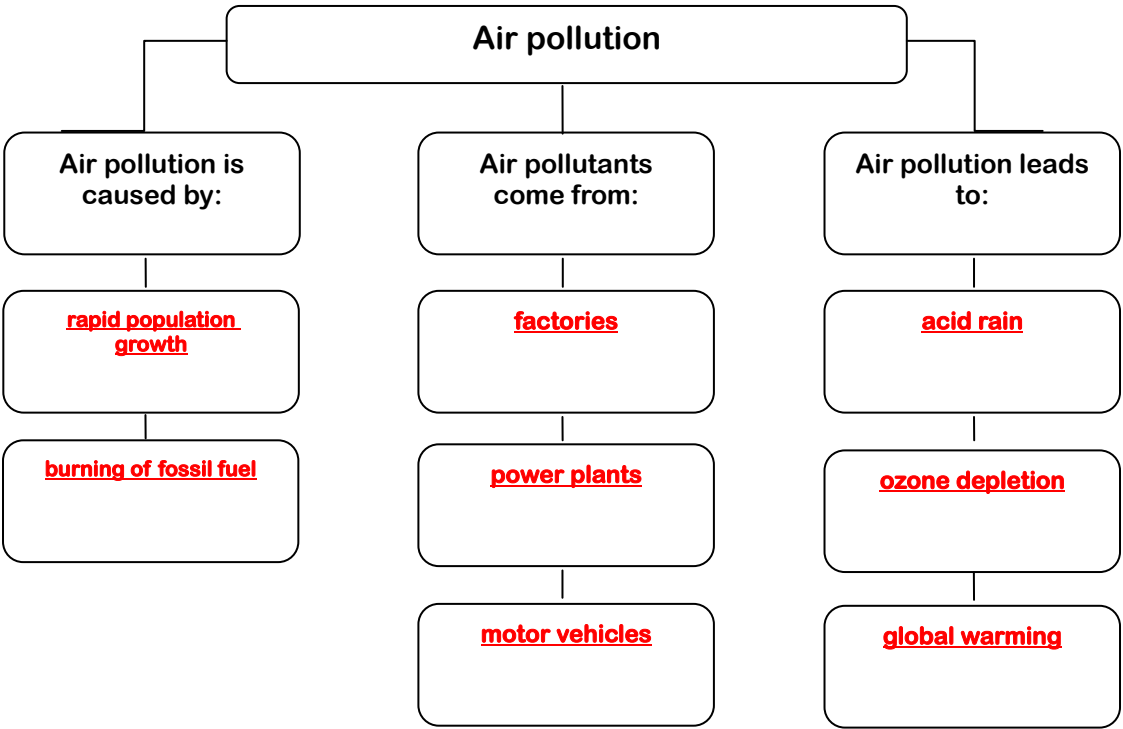 Air pollution
Air pollution is
caused by:
rapid population
growth
burning of fossil fuel
Air pollutants
come from:
factories
power plants
motor vehicles
Air pollution leads
to:
acid rain
ozone depletion
global warming